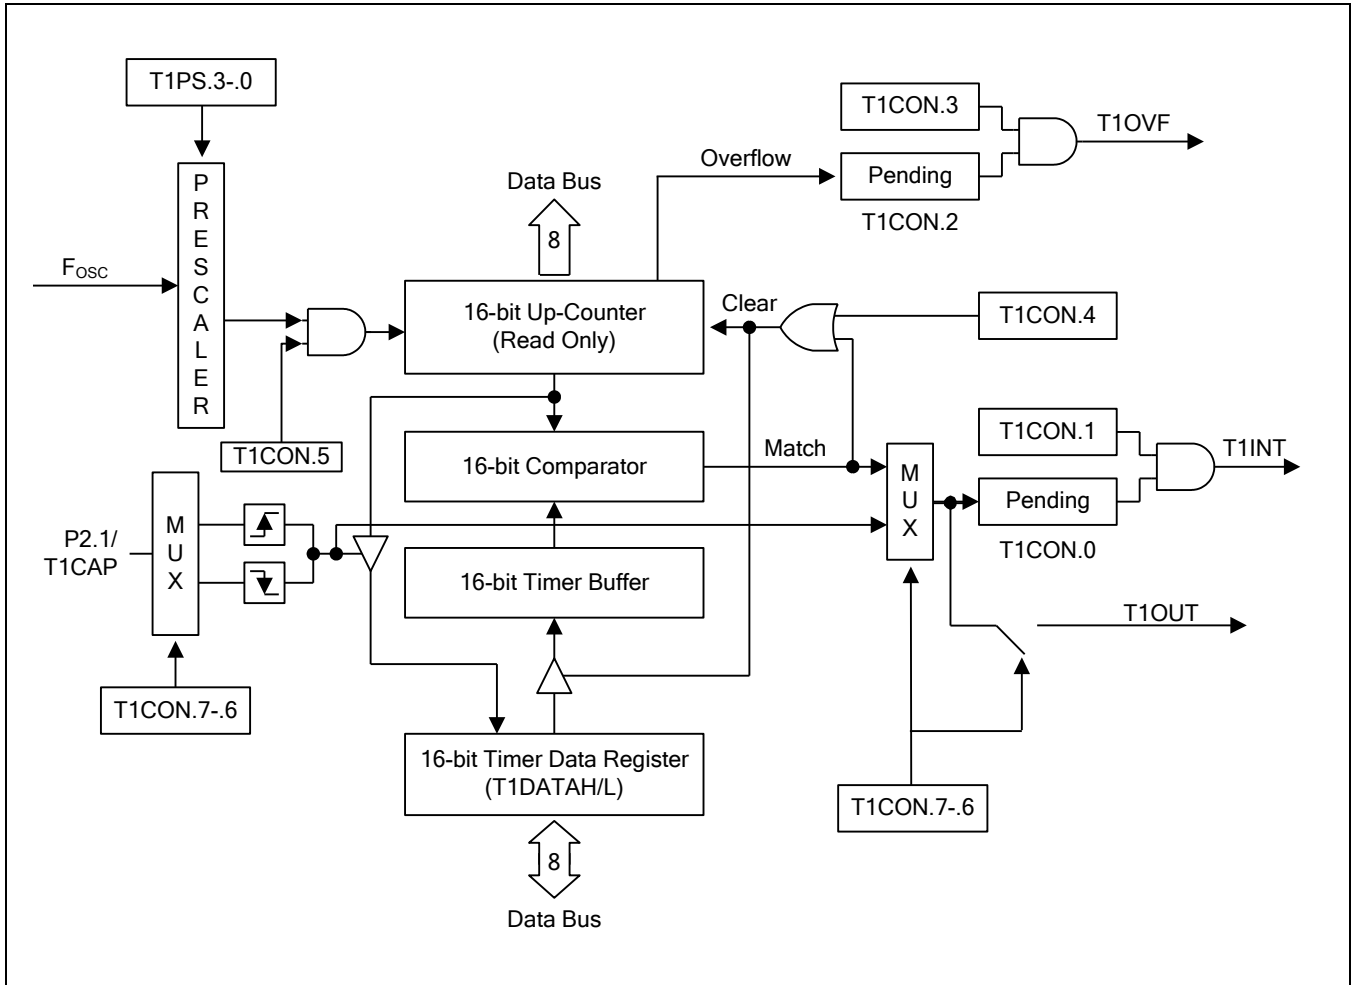 T1PS.3-.0
T1CON.3
T1OVF
Overflow
Pending
T1CON.2
Data Bus
8
PRESCALER
FOSC
16-bit Up-Counter
(Read Only)
Clear
T1CON.4
T1CON.5
16-bit Comparator
Match
MUX
T1CON.1
T1INT
Pending
T1CON.0
P2.1/
T1CAP
MUX
16-bit Timer Buffer
T1OUT
T1CON.7-.6
16-bit Timer Data Register
(T1DATAH/L)
T1CON.7-.6
8
Data Bus